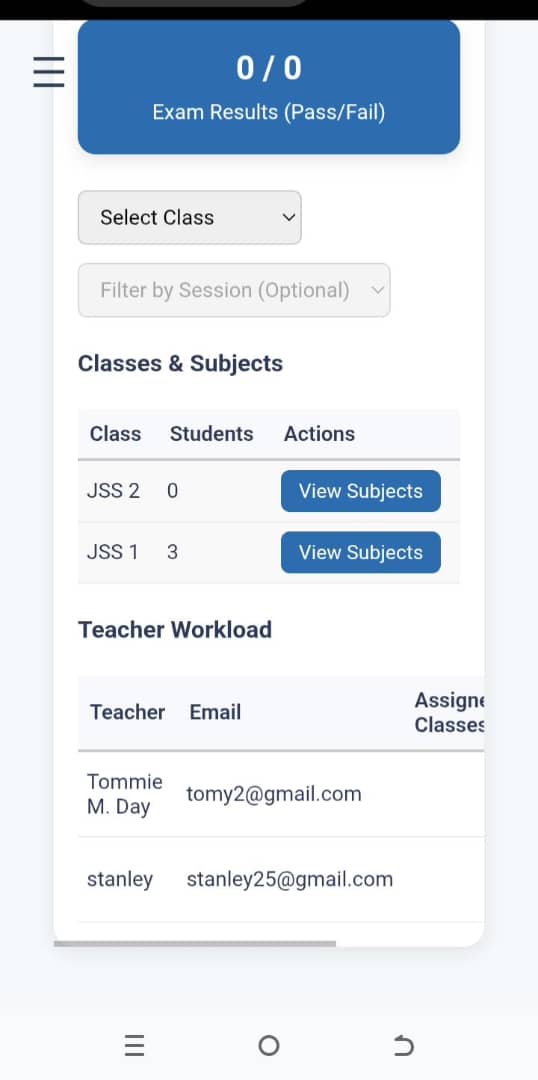 0 / 0
Exam Results (Pass/Fail)
Select Class
Filter by Session (Optional)
Classes & Subjects
Class Students Actions
JSS 2 0 View Subjects
JSS 1 3 View Subjects
Teacher Workload
Teacher Email Assigne
Classes
Tommie
M. Day tomy2@gmail.com
stanley stanley25@gmail.com